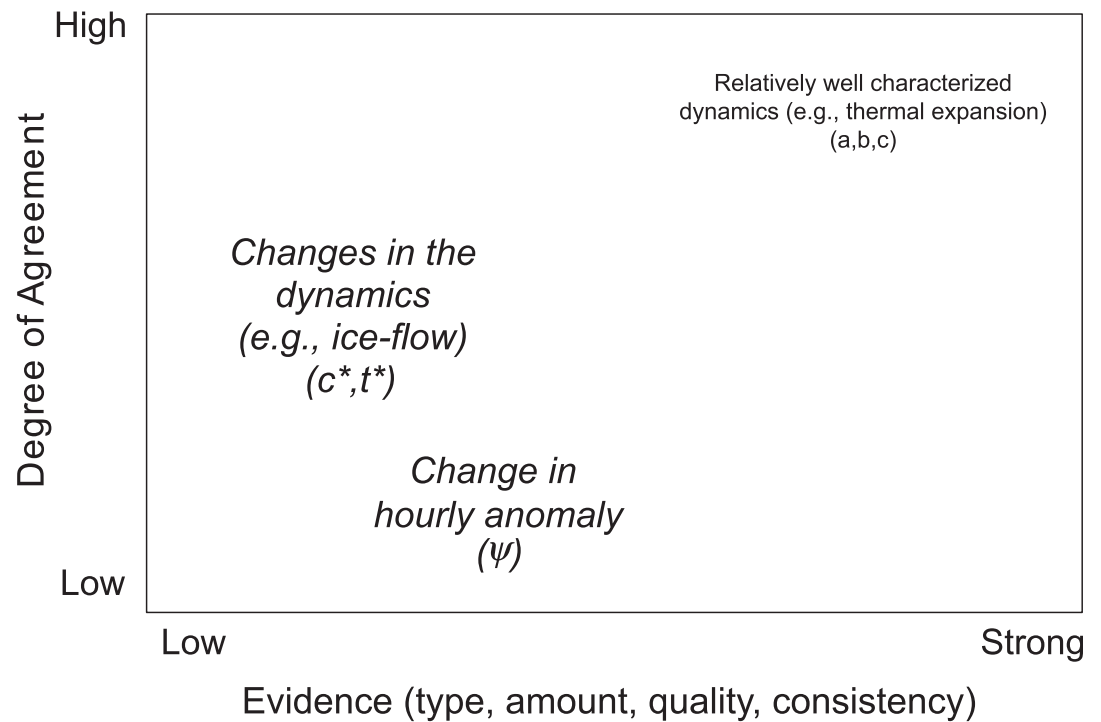 High
Relatively well characterized
dynamics (e.g., thermal expansion)
(a,b,c)
Degree of Agreement
Changes in the
dynamics
(e.g., ice-flow)
(c*,t*)
Change in
hourly anomaly
(ψ)
Low
Low
Strong
Evidence (type, amount, quality, consistency)